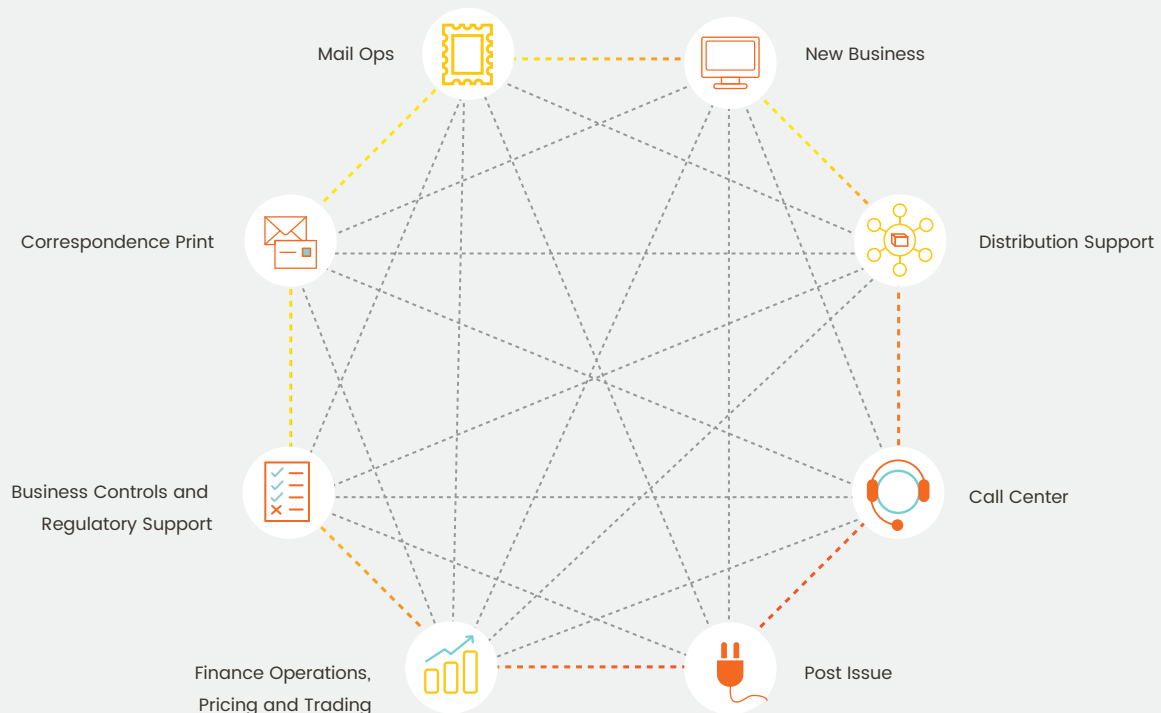 Mail Ops
New Business
Correspondence Print
Distribution Support
Business Controls and
Regulatory Support
Call Center
Finance Operations,
Pricing and Trading
Post Issue